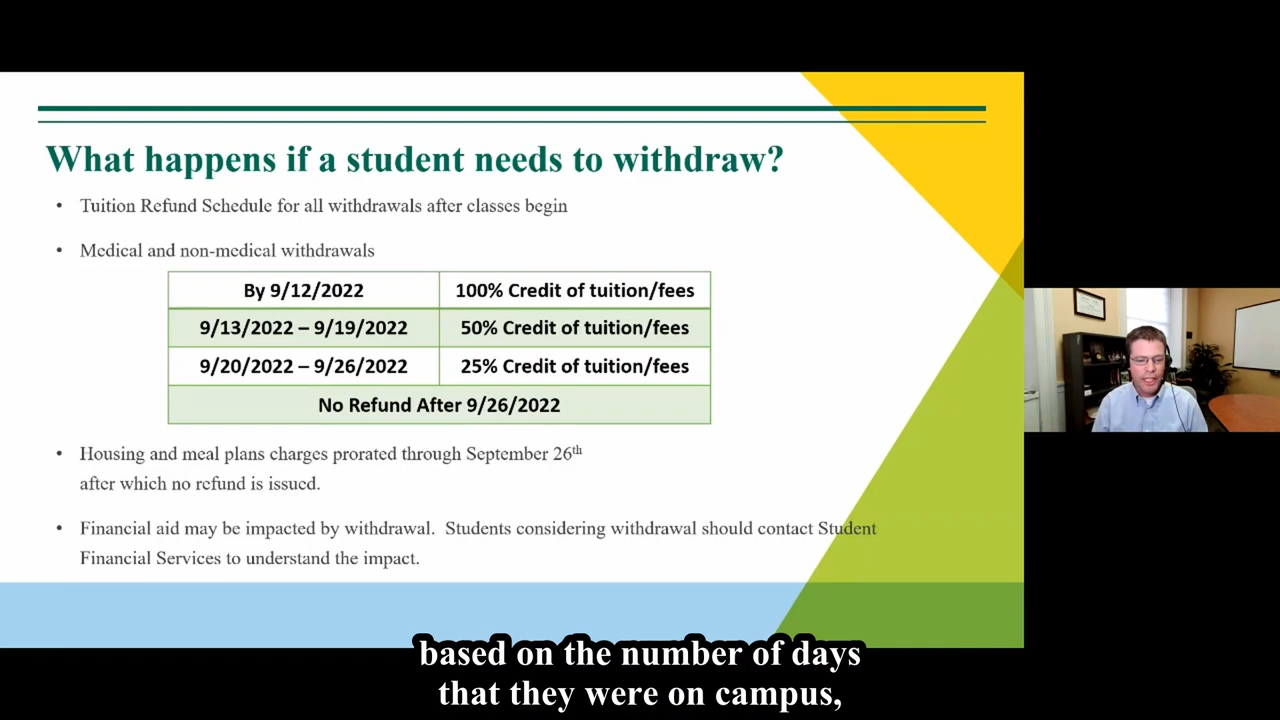 What happens if a student needs to withdraw?
• Tuition Refund Schedule for all withdrawals after classes begin
• Medical and non-medical withdrawals
By 9/12/2022 100% Credit of tuition/fees
9/13/2022 – 9/19/2022 50% Credit of tuition/fees
9/20/2022 – 9/26/2022 25% Credit of tuition/fees
No Refund After 9/26/2022
• Housing and meal plans charges prorated through September 26th
after which no refund is issued.
• Financial aid may be impacted by withdrawal. Students considering withdrawal should contact Student
Financial Services to understand the impact.
based on the number of days
that they were on campus,